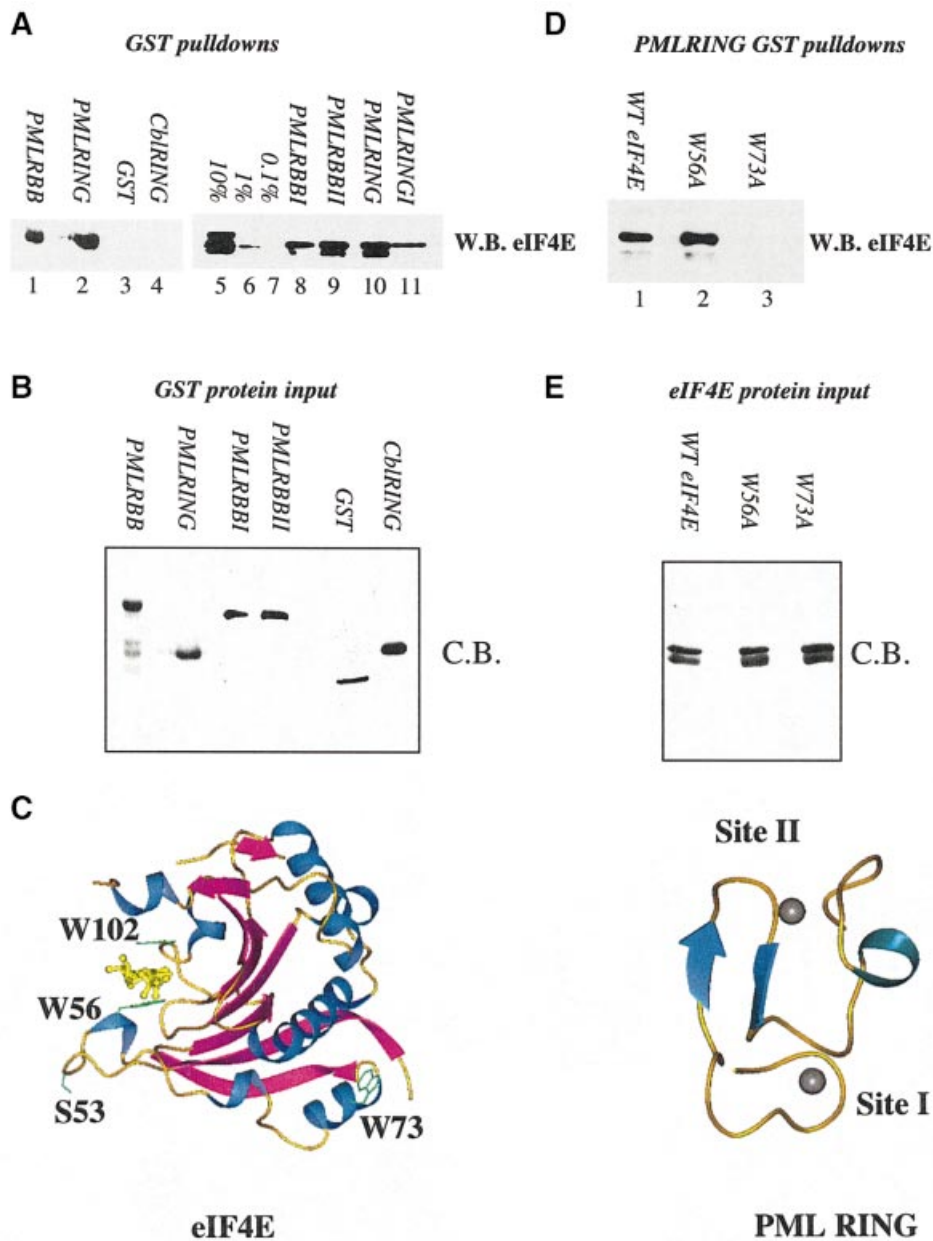 A
GST pulldowns
PMLRBB
PMLRING
GST
CblRING
10%
1%
0.1%
PMLRBBI
PMLRBBII
PMLRING
PMLRINGI
W.B. eIF4E
1 2 3 4 5 6 7 8 9 10 11
B
GST protein input
PMLRBB
PMLRING
PMLRBBI
PMLRBBII
GST
CblRING
C.B.
C
W102
W56
S53
W73
eIF4E
D
PMLRING GST pulldowns
WT eIF4E
W56A
W73A
W.B. eIF4E
1 2 3
E
eIF4E protein input
WT eIF4E
W56A
W73A
C.B.
Site II
Site I
PML RING